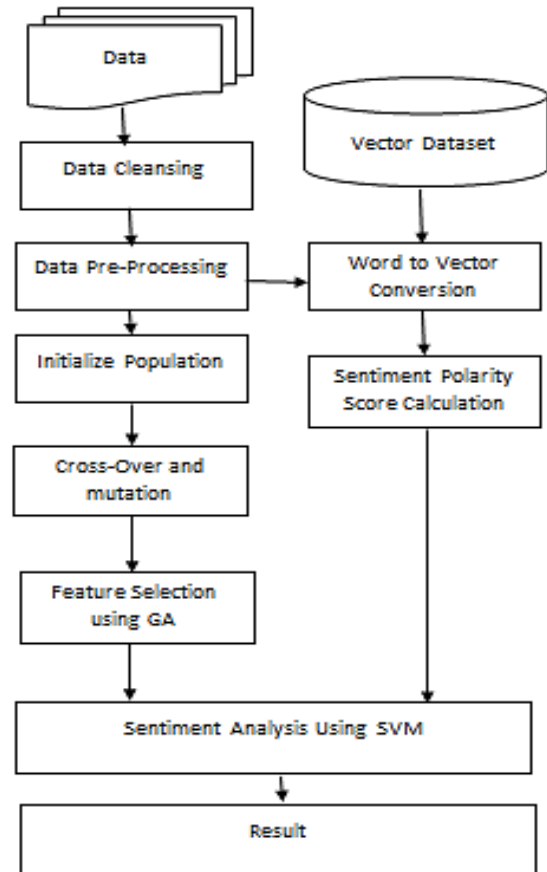 Data
Vector Dataset
Data Cleansing
Data Pre-Processing
Word to Vector
Conversion
Initialize Population
Sentiment Polarity
Score Calculation
Cross-Over and
mutation
Feature Selection
using GA
Sentiment Analysis Using SVM
Result